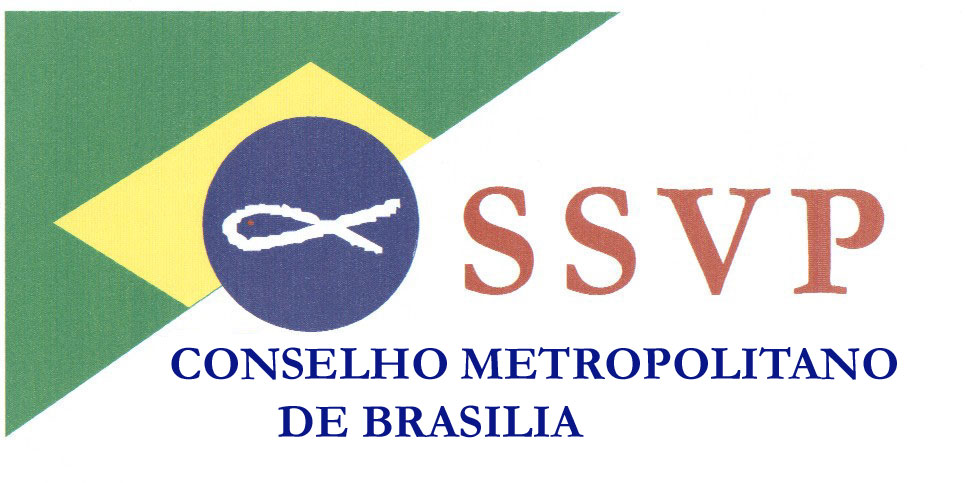 SSVP
CONSELHO METROPOLITANO
DE BRASILIA